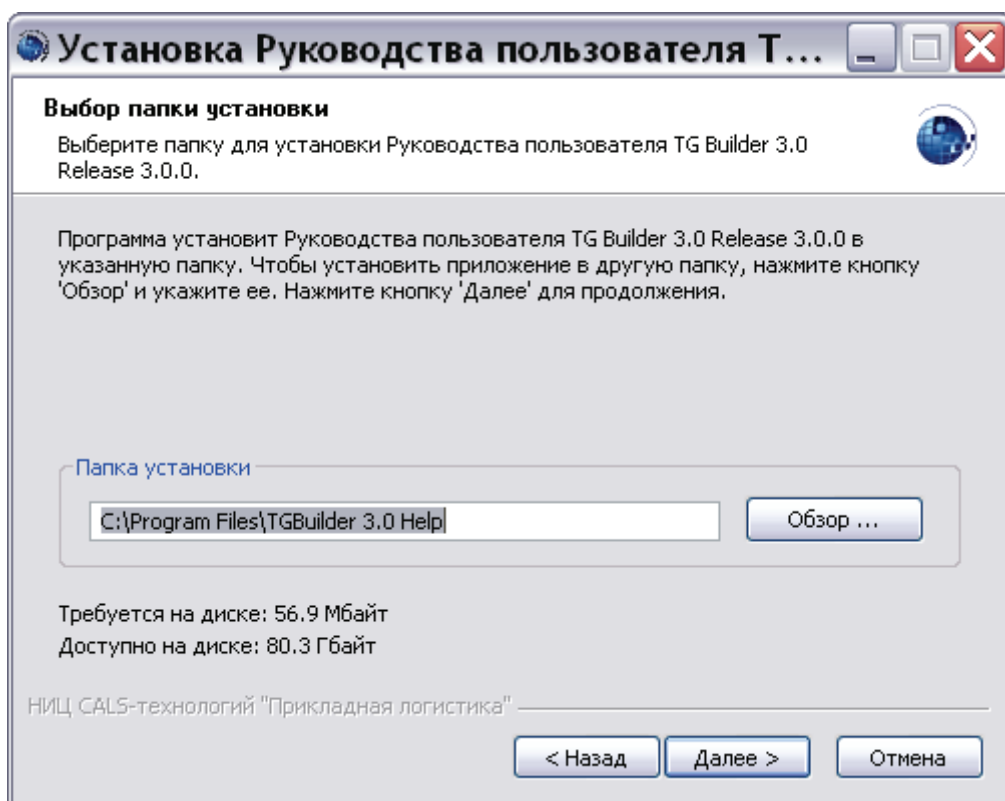 Установка Руководства пользователя Т...
Выбор папки установки
Выберите папку для установки Руководства пользователя TG Builder 3.0
Release 3.0.0.
Программа установит Руководства пользователя TG Builder 3.0 Release 3.0.0 в
указанную папку. Чтобы установить приложение в другую папку, нажмите кнопку
'Обзор' и укажите ее. Нажмите кнопку 'Далее' для продолжения.
Папка установки
C:\Program Files\TGBuilder 3.0 Help
Обзор ...
Требуется на диске: 56.9 Мбайт
Доступно на диске: 80.3 Гбайт
НИЦ CALS-технологий "Прикладная логистика"
< Назад
Далее >
Отмена